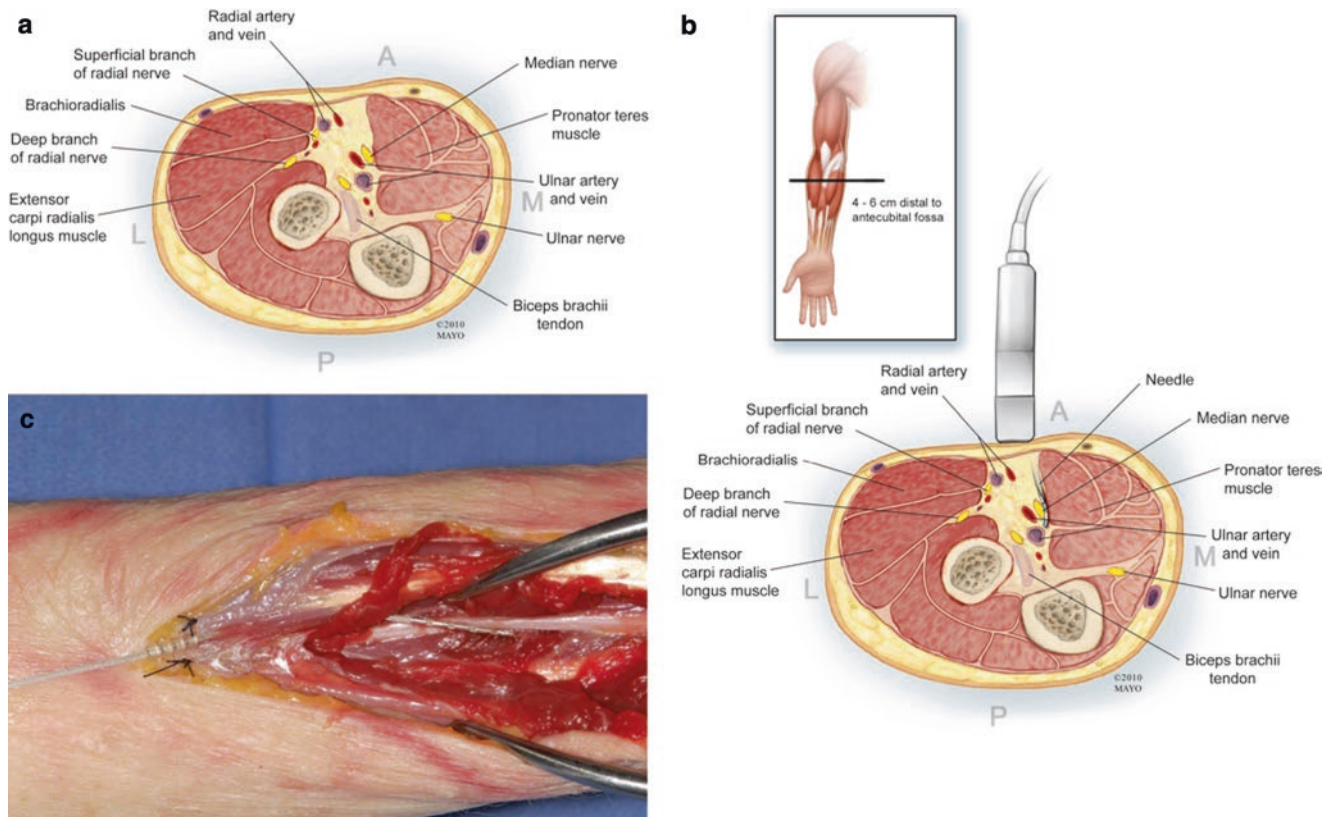 a
Radial artery
and vein
A
Superficial branch
of radial nerve
Median nerve
Brachioradialis
Pronator teres
muscle
Deep branch
of radial nerve
Ulnar artery
and vein
Extensor
carpi radialis
longus muscle
L
M
Ulnar nerve
Biceps brachii
tendon
©2010
MAYO
P
b
4 - 6 cm distal to
antecubital fossa
Radial artery
and vein
A
Needle
Superficial branch
of radial nerve
Median nerve
Brachioradialis
Pronator teres
muscle
Deep branch
of radial nerve
Ulnar artery
and vein
Extensor
carpi radialis
longus muscle
L
M
Ulnar nerve
Biceps brachii
tendon
©2010
MAYO
P
c